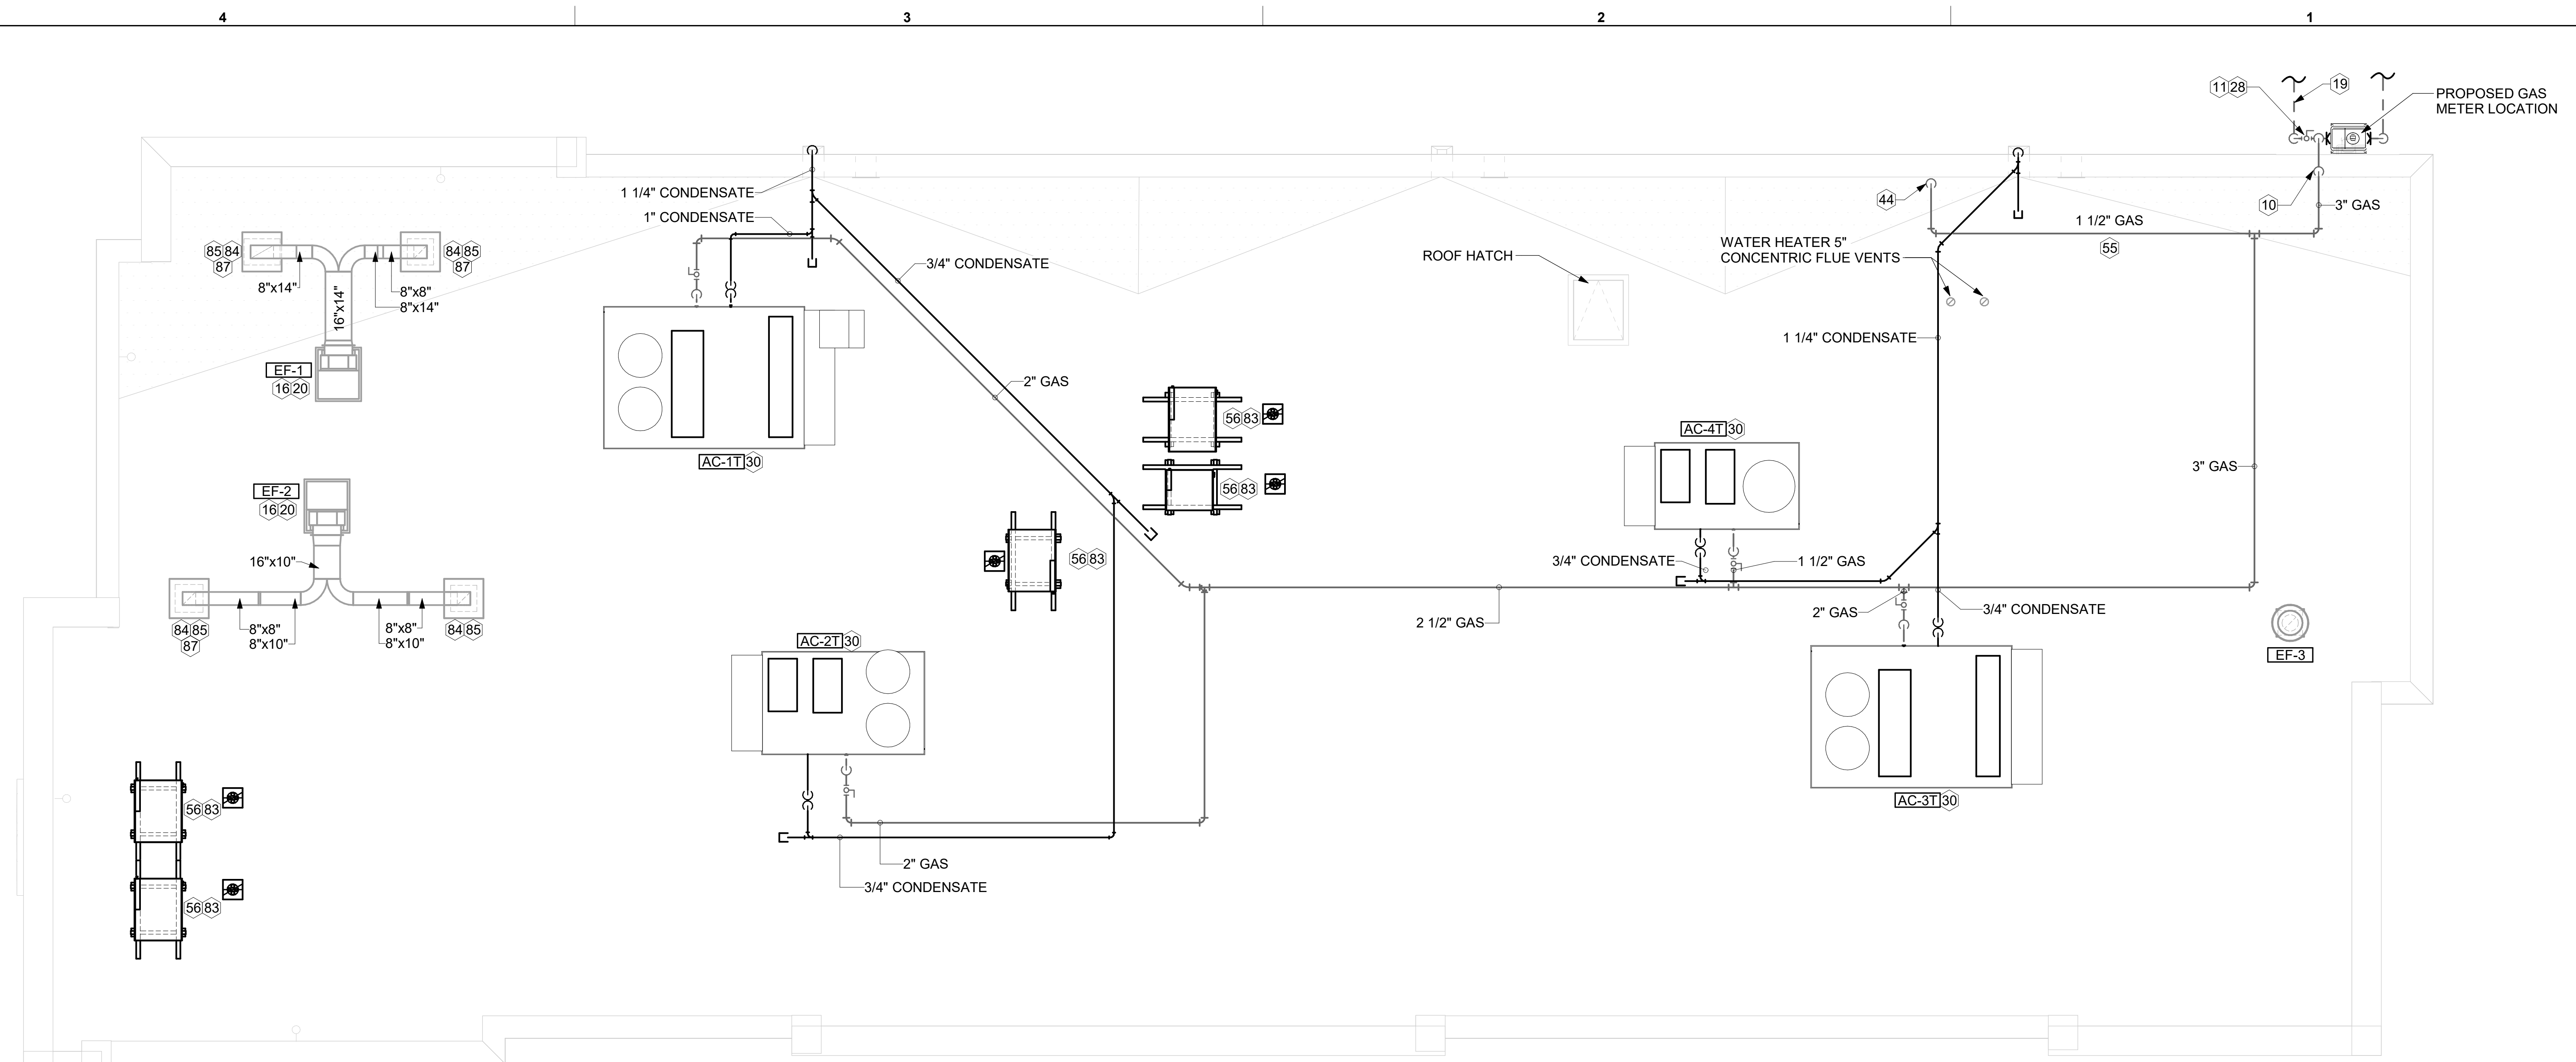 4
3
2
1
11
28
19
PROPOSED GAS
METER LOCATION
1 1/4" CONDENSATE
1" CONDENSATE
44
10
3" GAS
1 1/2" GAS
55
85
84
87
84
85
87
8"x14"
16"x14"
8"x8"
8"x14"
3/4" CONDENSATE
ROOF HATCH
WATER HEATER 5"
CONCENTRIC FLUE VENTS
1 1/4" CONDENSATE
EF-1
16
20
2" GAS
56
83
AC-1T
30
AC-4T
30
3" GAS
EF-2
16
20
56
83
16"x10"
56
83
3/4" CONDENSATE
1 1/2" GAS
84
85
87
8"x8"
8"x10"
8"x8"
8"x10"
84
85
2 1/2" GAS
2" GAS
3/4" CONDENSATE
AC-2T
30
EF-3
56
83
AC-3T
30
2" GAS
3/4" CONDENSATE
56
83